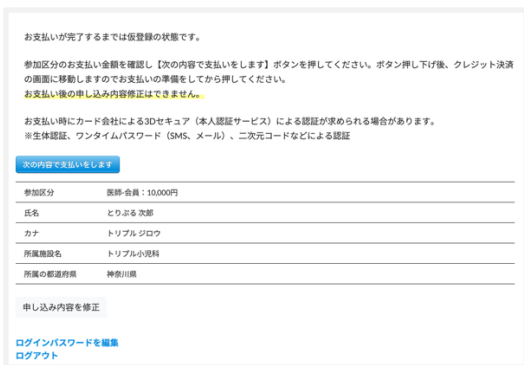 お支払いが完了するまでは仮登録の状態です。
参加区分のお支払い金額を確認し【次の内容で支払いをします】ボタンを押してください。ボタン押し下げ後、クレジット決済
の画面に移動しますのでお支払いの準備をしてから押してください。
お支払い後の申し込み内容修正はできません。
お支払い時にカード会社による3Dセキュア（本人認証サービス）による認証が求められる場合があります。
※生体認証、ワンタイムパスワード（SMS、メール）、二次元コードなどによる認証
次の内容で支払いをします
参加区分 医師-会員：10,000円
氏名 とりぷる 次郎
カナ トリプル ジロウ
所属施設名 トリプル小児科
所属の都道府県 神奈川県
申し込み内容を修正
ログインパスワードを編集
ログアウト